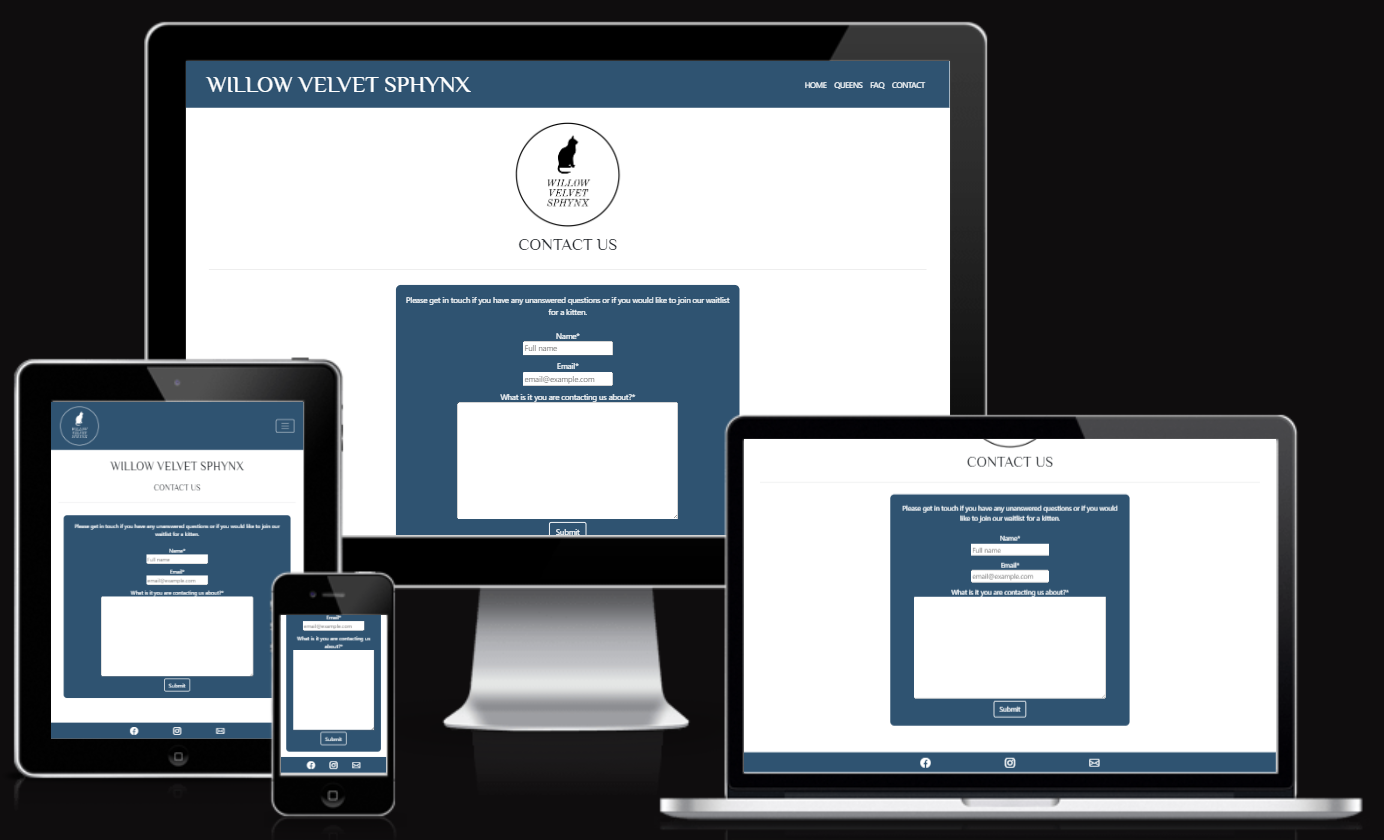 WILLOW VELVET SPHYNX
HOME QUEENS FAQ CONTACT
WILLOW
VELVET
SPHYNX
CONTACT US
Please get in touch if you have any unanswered questions or if you would like to join our waitlist
for a kitten.
Name*
Full name
Email*
email@example.com
What is it you are contacting us about?*
Submit
WILLOW
VELVET
SPHYNX
WILLOW VELVET SPHYNX
CONTACT US
Please get in touch if you have any unanswered questions or if you would like to join our
waitlist for a kitten.
Name*
Full name
Email*
email@example.com
What is it you are contacting us about?*
Submit
Email*
email@example.com
What is it you are contacting us
about?*
Submit
CONTACT US
Please get in touch if you have any unanswered questions or if you would
like to join our waitlist for a kitten.
Name*
Full name
Email*
email@example.com
What is it you are contacting us about?*
Submit